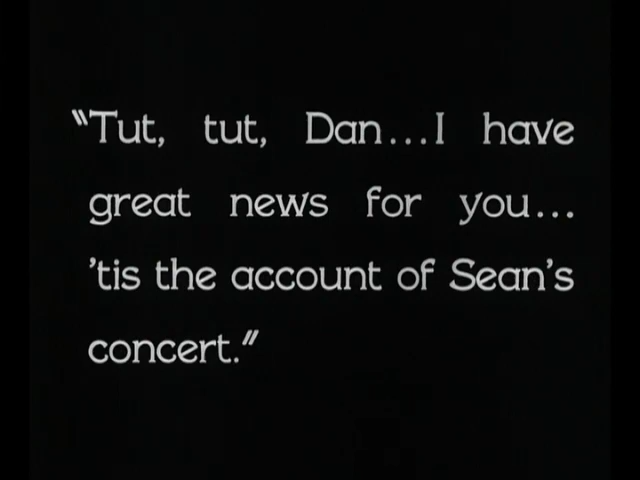 "Tut, tut, Dan...I have
great news for you...
'tis the account of Sean's
concert."